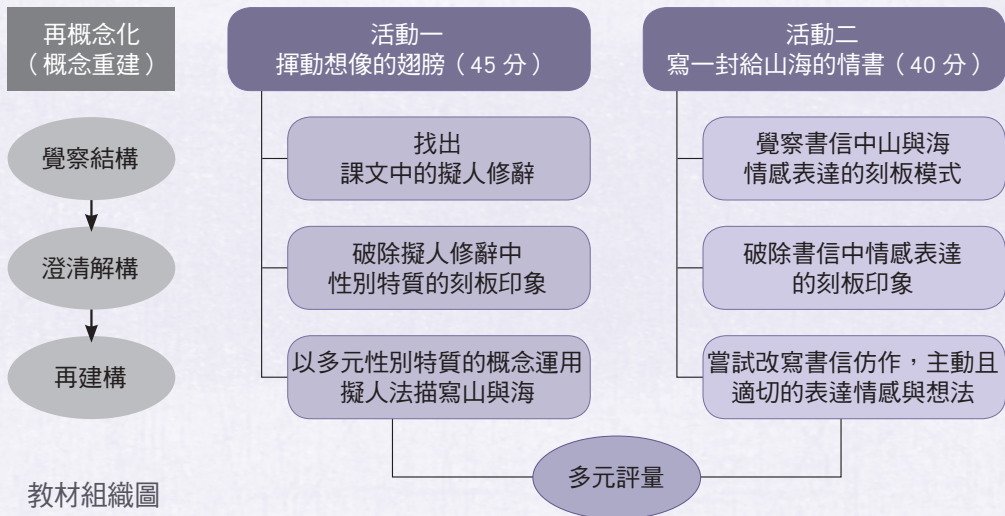 再概念化
（概念重建）
覺察結構
澄清解構
再建構
活動一
揮動想像的翅膀（45 分）
找出
課文中的擬人修辭
破除擬人修辭中
性別特質的刻板印象
以多元性別特質的概念運用
擬人法描寫山與海
活動二
寫一封給山海的情書（40 分）
覺察書信中山與海
情感表達的刻板模式
破除書信中情感表達
的刻板印象
嘗試改寫書信仿作，主動且
適切的表達情感與想法
多元評量
教材組織圖